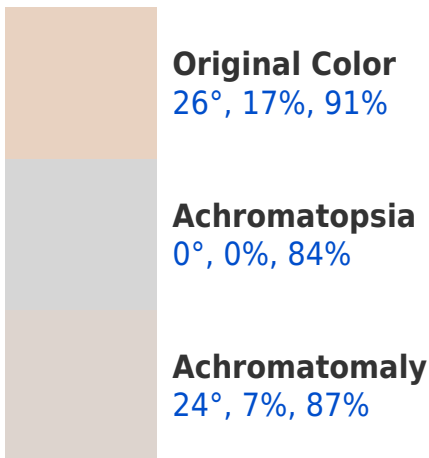 Original Color
26°, 17%, 91%
Achromatopsia
0°, 0%, 84%
Achromatomaly
24°, 7%, 87%